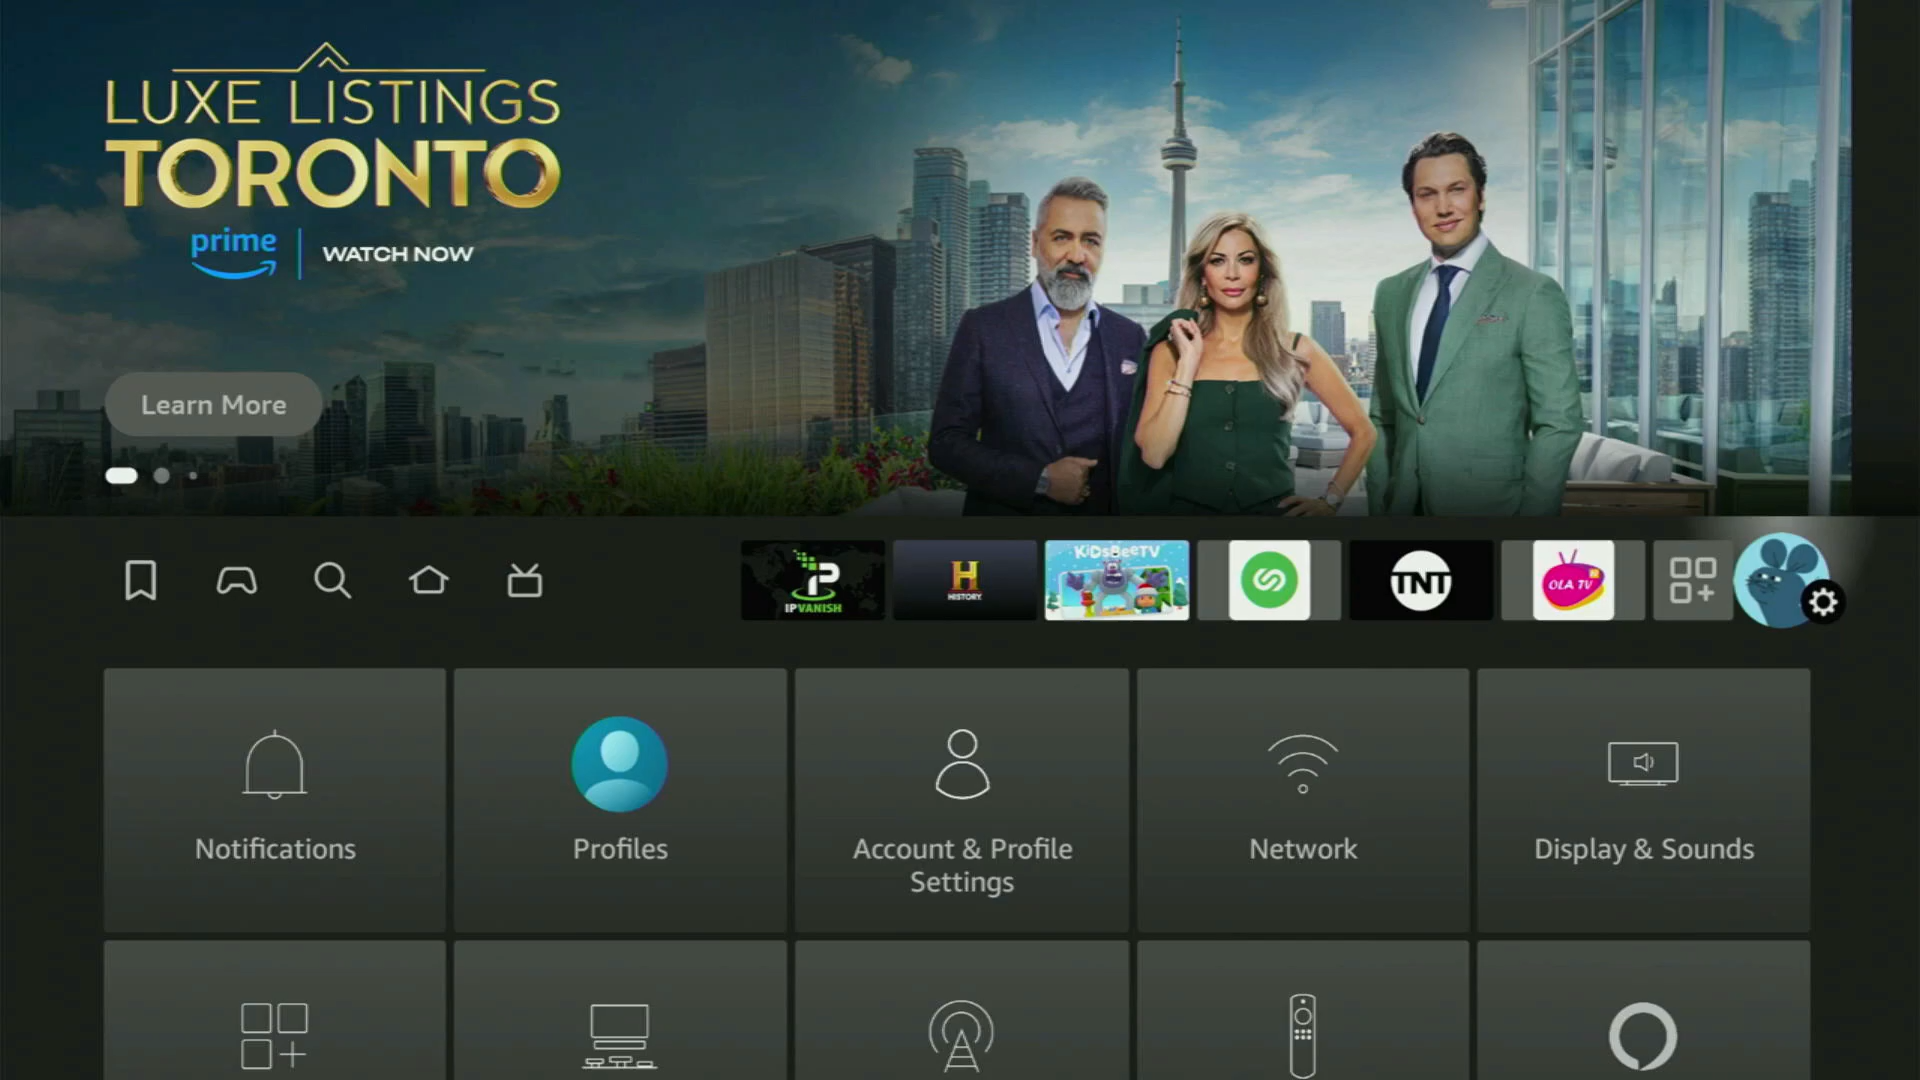 LUXE LISTINGS
TORONTO
prime
WATCH NOW
Learn More
IPVANISH
H
HISTORY
KiDsBeeTV
TNT
OLA TV
Notifications
Profiles
Account & Profile
Settings
Network
Display & Sounds